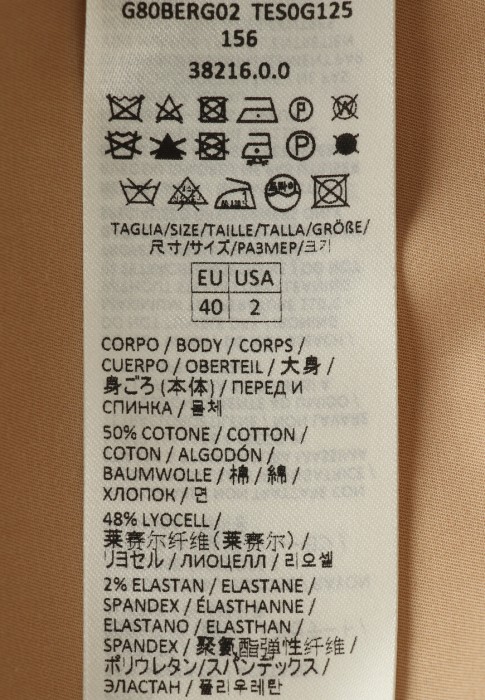 G80BERG02 TES0G125
156
38216.0.0
TAGLIA/SIZE/TAILLE/TALLA/GRÖßE/
尺寸/サイズ/РАЗМЕР/크기
EU USA
40 2
CORPO / BODY / CORPS /
CUERPO / OBERTEIL / 大身 /
身ごろ (本体) / ПЕРЕД И
СПИНКА / 몸체
50% COTONE / COTTON /
COTON / ALGODÓN /
BAUMWOLLE / 棉 / 綿 /
ХЛОПОК / 면
48% LYOCELL /
莱赛尔纤维(莱赛尔) /
リヨセル / ЛИОЦЕЛЛ / 리오셀
2% ELASTAN / ELASTANE /
SPANDEX / ÉLASTHANNE /
ELASTANO / ELASTHAN /
SPANDEX / 聚氨酯弹性纤维 /
ポリウレタン/スパンデックス /
ЭЛАСТАН / 폴리우레탄